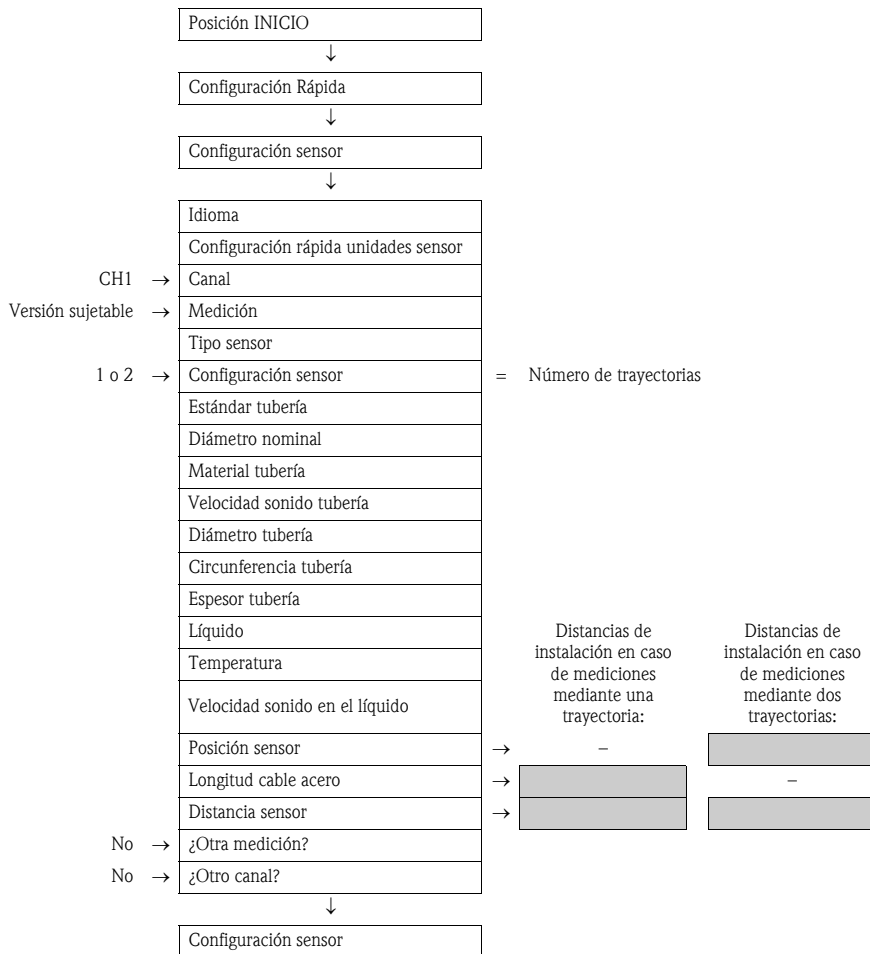 Posición INICIO
↓
Configuración Rápida
↓
Configuración sensor
↓
Idioma
Configuración rápida unidades sensor
CH1 → Canal
Versión sujetable → Medición
Tipo sensor
1 o 2 → Configuración sensor = Número de trayectorias
Estándar tubería
Diámetro nominal
Material tubería
Velocidad sonido tubería
Diámetro tubería
Circunferencia tubería
Espesor tubería
Líquido
Temperatura
Velocidad sonido en el líquido
Distancias de
instalación en caso
de mediciones
mediante una
trayectoria:
Distancias de
instalación en caso
de mediciones
mediante dos
trayectorias:
Posición sensor → –
Longitud cable acero → –
Distancia sensor →
No → ¿Otra medición?
No → ¿Otro canal?
↓
Configuración sensor